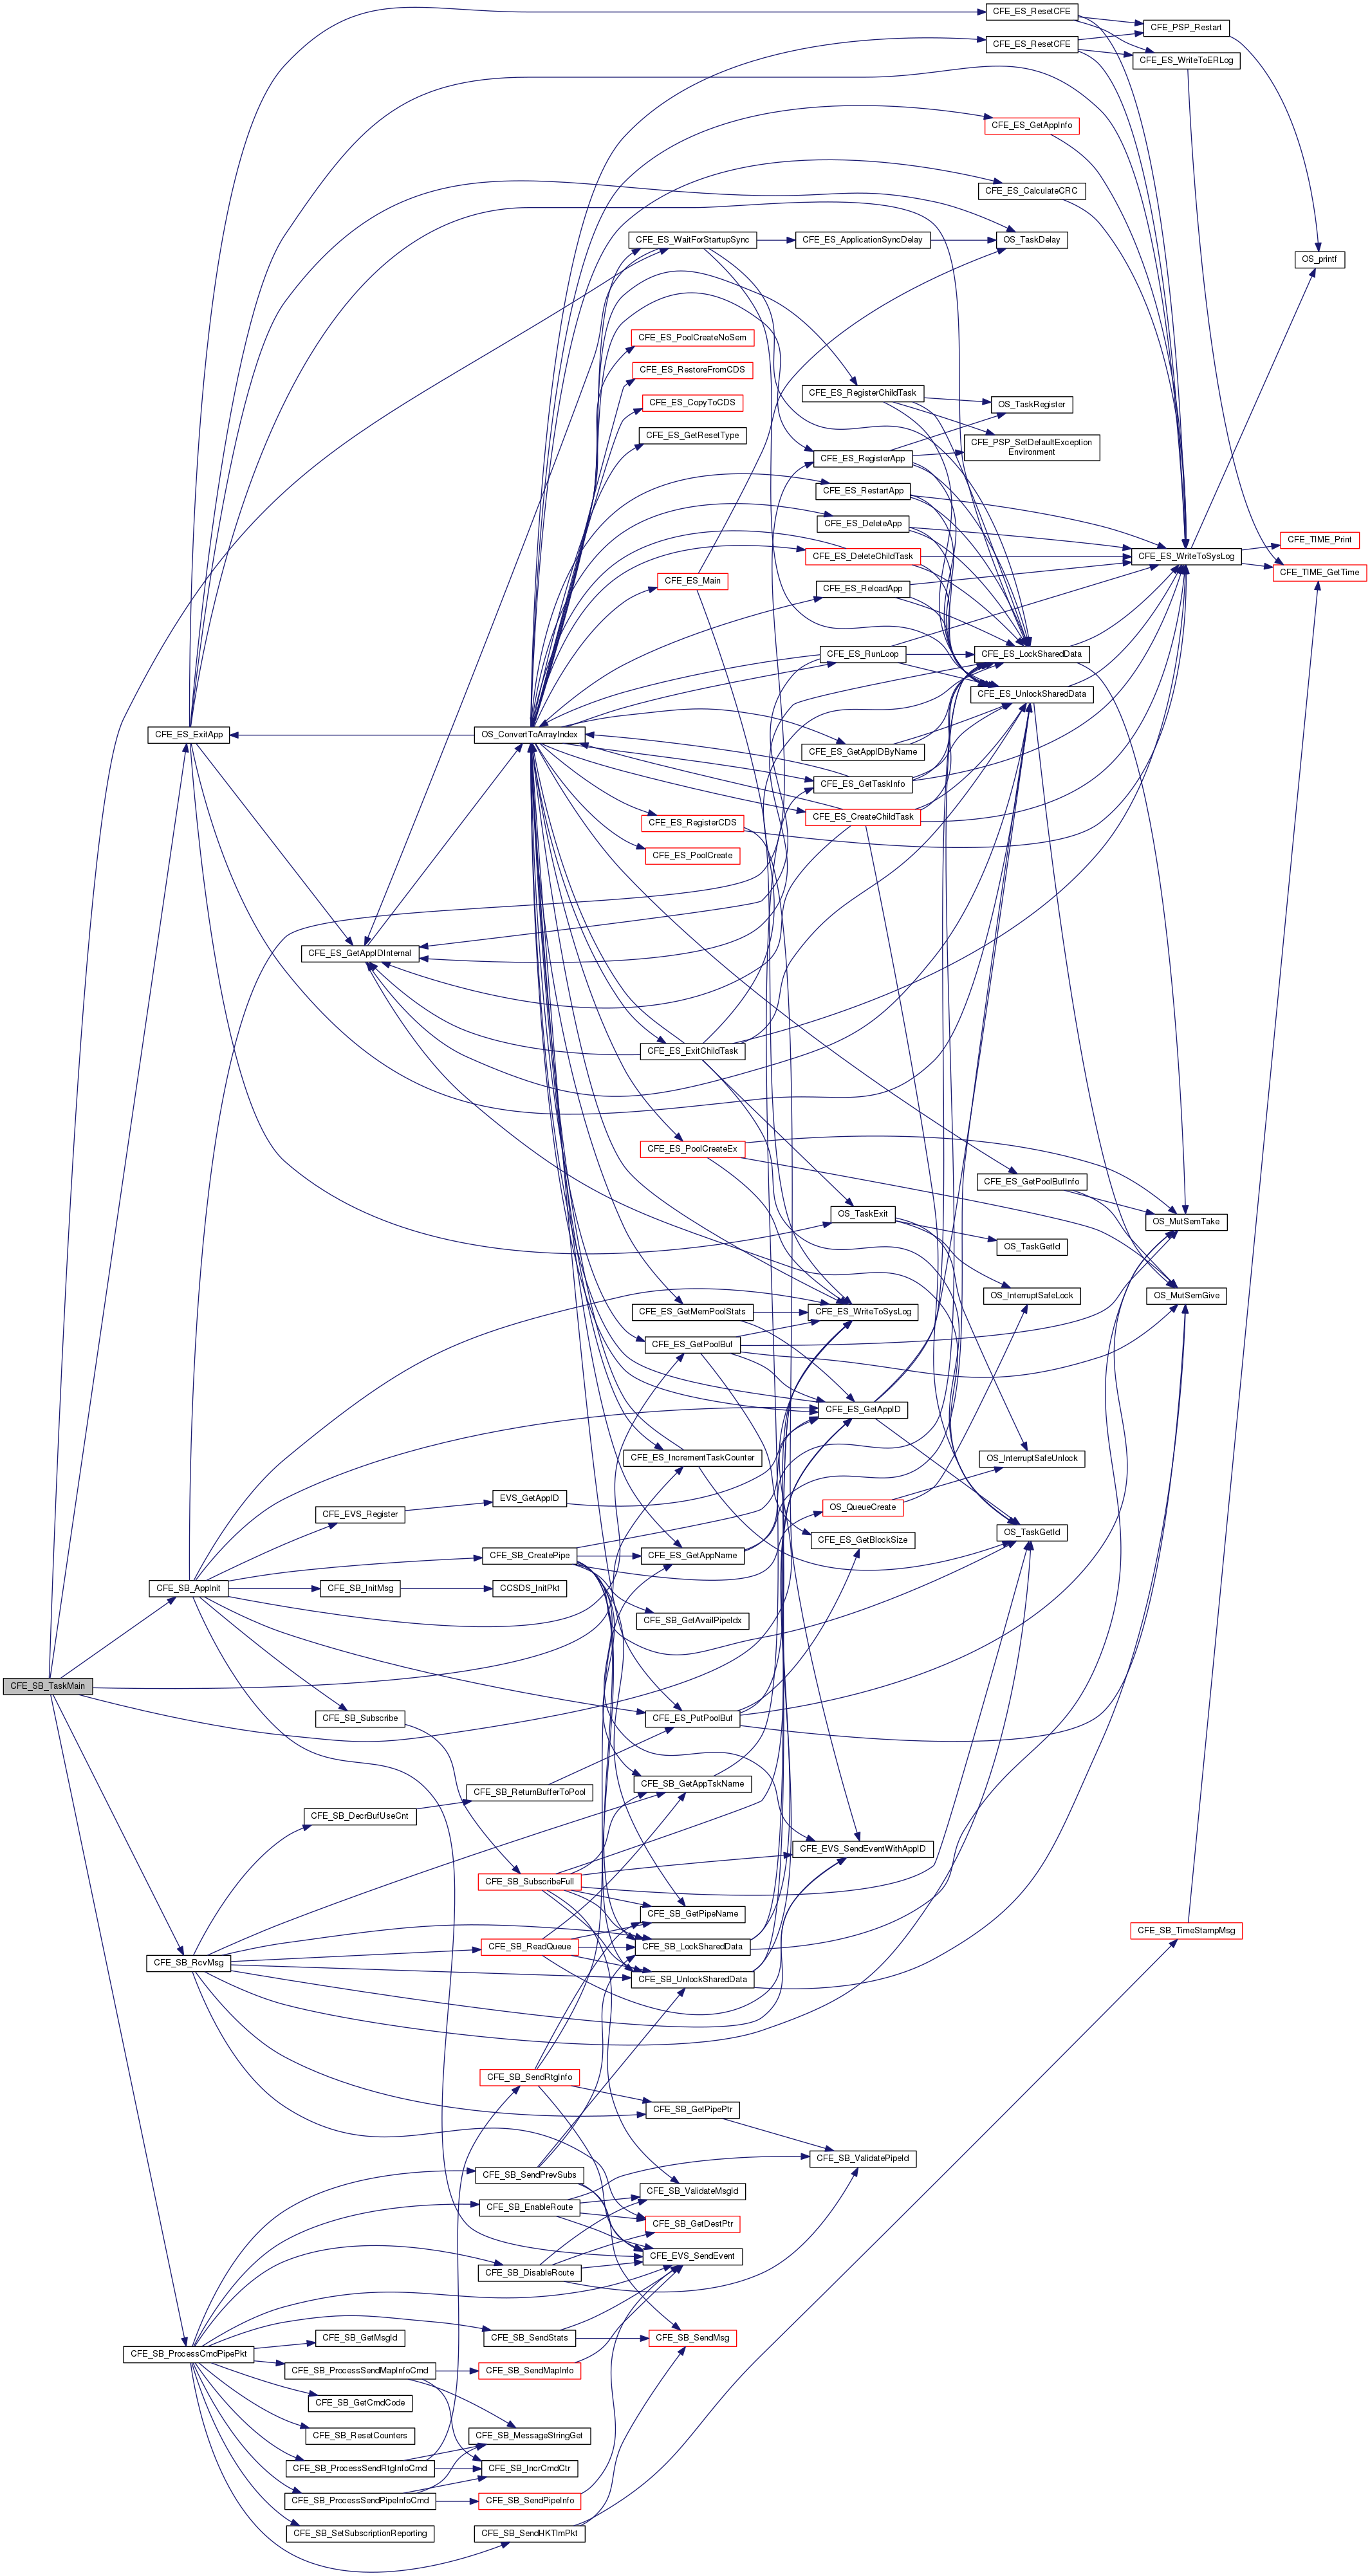 CFE_ES_ResetCFE
CFE_PSP_Restart
CFE_ES_ResetCFE
CFE_ES_WriteToERLog
CFE_ES_GetAppInfo
CFE_ES_CalculateCRC
CFE_ES_WaitForStartupSync
CFE_ES_ApplicationSyncDelay
OS_TaskDelay
OS_printf
CFE_ES_PoolCreateNoSem
CFE_ES_RestoreFromCDS
CFE_ES_RegisterChildTask
CFE_ES_CopyToCDS
OS_TaskRegister
CFE_ES_GetResetType
CFE_PSP_SetDefaultException
Environment
CFE_ES_RegisterApp
CFE_ES_RestartApp
CFE_ES_DeleteApp
CFE_TIME_Print
CFE_ES_DeleteChildTask
CFE_ES_WriteToSysLog
CFE_TIME_GetTime
CFE_ES_Main
CFE_ES_ReloadApp
CFE_ES_RunLoop
CFE_ES_LockSharedData
CFE_ES_UnlockSharedData
CFE_ES_ExitApp
OS_ConvertToArrayIndex
CFE_ES_GetAppIDByName
CFE_ES_GetTaskInfo
CFE_ES_CreateChildTask
CFE_ES_RegisterCDS
CFE_ES_PoolCreate
CFE_ES_GetAppIDInternal
CFE_ES_ExitChildTask
CFE_ES_PoolCreateEx
CFE_ES_GetPoolBufInfo
OS_TaskExit
OS_MutSemTake
OS_TaskGetId
OS_InterruptSafeLock
OS_MutSemGive
CFE_ES_GetMemPoolStats
CFE_ES_WriteToSysLog
CFE_ES_GetPoolBuf
CFE_ES_GetAppID
CFE_ES_IncrementTaskCounter
OS_InterruptSafeUnlock
EVS_GetAppID
OS_QueueCreate
CFE_EVS_Register
OS_TaskGetId
CFE_ES_GetBlockSize
CFE_SB_CreatePipe
CFE_ES_GetAppName
CFE_SB_AppInit
CFE_SB_InitMsg
CCSDS_InitPkt
CFE_SB_GetAvailPipeIdx
CFE_SB_TaskMain
CFE_SB_Subscribe
CFE_ES_PutPoolBuf
CFE_SB_GetAppTskName
CFE_SB_ReturnBufferToPool
CFE_SB_DecrBufUseCnt
CFE_EVS_SendEventWithAppID
CFE_SB_SubscribeFull
CFE_SB_GetPipeName
CFE_SB_TimeStampMsg
CFE_SB_ReadQueue
CFE_SB_LockSharedData
CFE_SB_RcvMsg
CFE_SB_UnlockSharedData
CFE_SB_SendRtgInfo
CFE_SB_GetPipePtr
CFE_SB_ValidatePipeId
CFE_SB_SendPrevSubs
CFE_SB_ValidateMsgId
CFE_SB_EnableRoute
CFE_SB_GetDestPtr
CFE_EVS_SendEvent
CFE_SB_DisableRoute
CFE_SB_SendStats
CFE_SB_SendMsg
CFE_SB_GetMsgId
CFE_SB_ProcessCmdPipePkt
CFE_SB_ProcessSendMapInfoCmd
CFE_SB_SendMapInfo
CFE_SB_GetCmdCode
CFE_SB_ResetCounters
CFE_SB_MessageStringGet
CFE_SB_ProcessSendRtgInfoCmd
CFE_SB_IncrCmdCtr
CFE_SB_ProcessSendPipeInfoCmd
CFE_SB_SendPipeInfo
CFE_SB_SetSubscriptionReporting
CFE_SB_SendHKTlmPkt